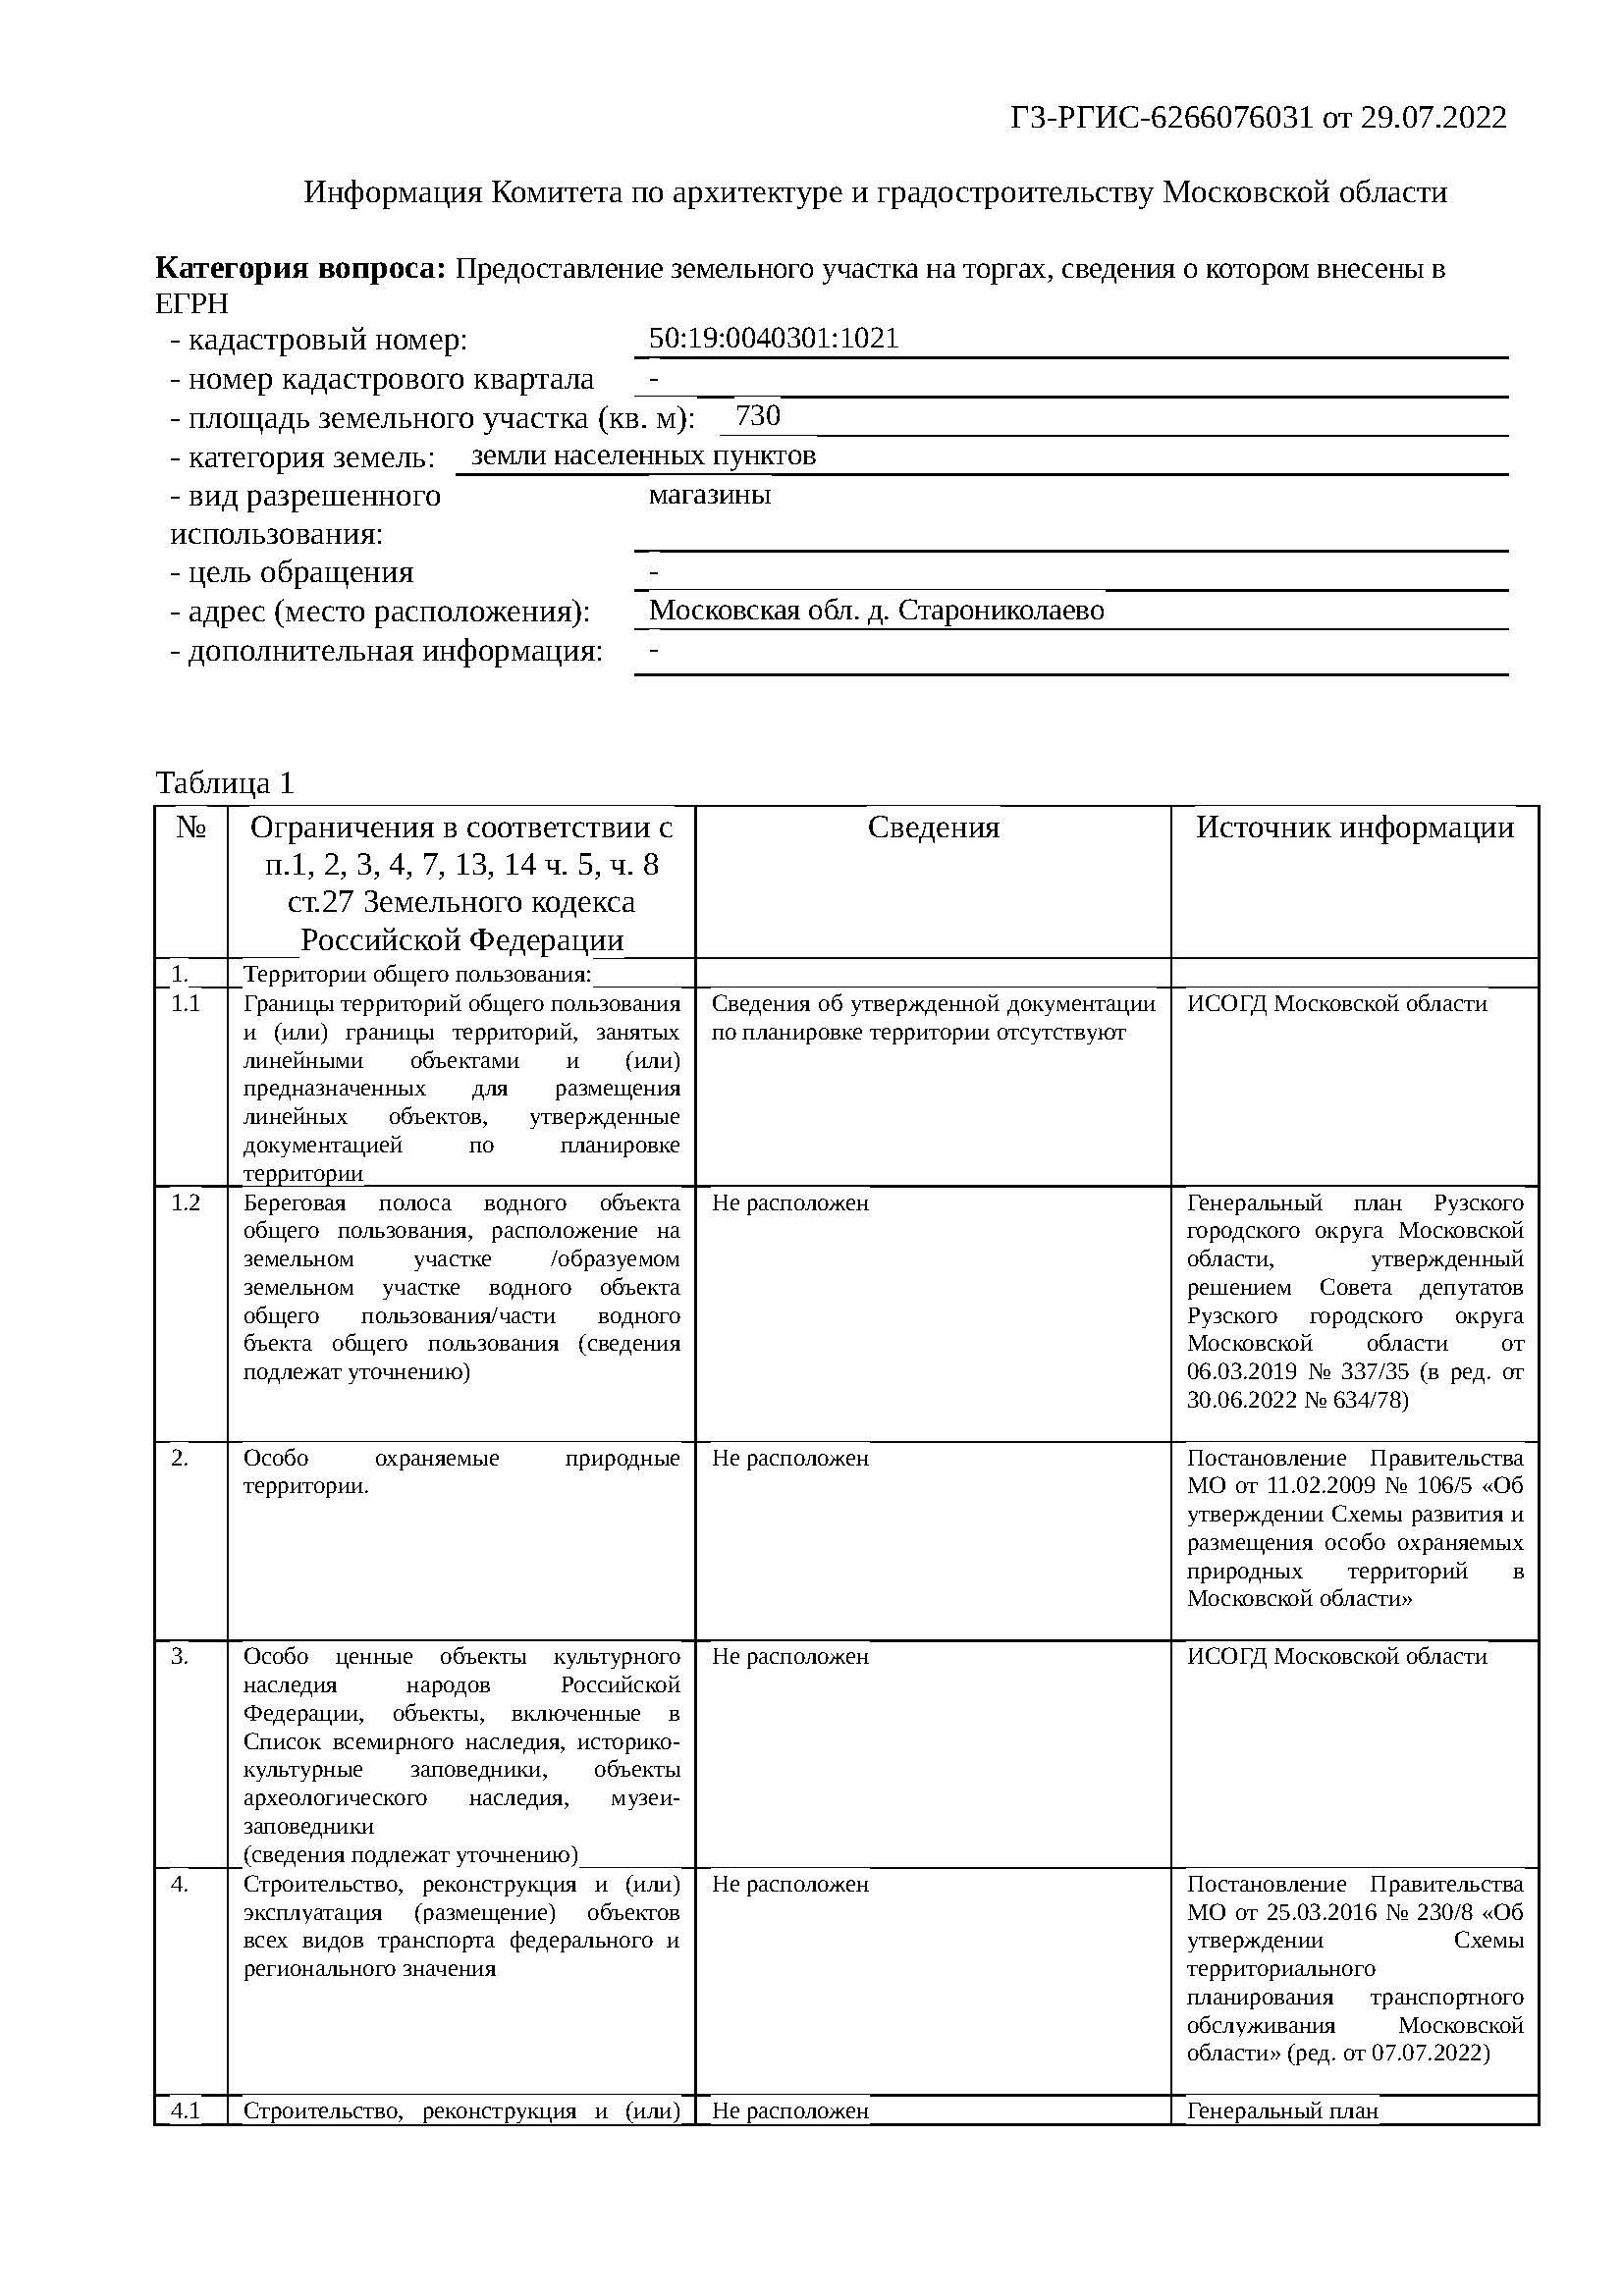 ГЗ-РГИС-6266076031 от 29.07.2022
Информация Комитета по архитектуре и градостроительству Московской области
Категория вопроса: Предоставление земельного участка на торгах, сведения о котором внесены в
ЕГРН
- кадастровый номер: 50:19:0040301:1021
- номер кадастрового квартала -
- площадь земельного участка (кв. м): 730
- категория земель: земли населенных пунктов
- вид разрешенного магазины
использования:
- цель обращения -
- адрес (место расположения): Московская обл. д. Старониколаево
- дополнительная информация: -
Таблица 1
№
Ограничения в соответствии с
п.1, 2, 3, 4, 7, 13, 14 ч. 5, ч. 8
ст.27 Земельного кодекса
Российской Федерации
Сведения
Источник информации
1.
Территории общего пользования:
1.1
Границы территорий общего пользования
и (или) границы территорий, занятых
линейными объектами и (или)
предназначенных для размещения
линейных объектов, утвержденные
документацией по планировке
территории
Сведения об утвержденной документации
по планировке территории отсутствуют
ИСОГД Московской области
1.2
Береговая полоса водного объекта
общего пользования, расположение на
земельном участке /образуемом
земельном участке водного объекта
общего пользования/части водного
бъекта общего пользования (сведения
подлежат уточнению)
Не расположен
Генеральный план Рузского
городского округа Московской
области, утвержденный
решением Совета депутатов
Рузского городского округа
Московской области от
06.03.2019 № 337/35 (в ред. от
30.06.2022 № 634/78)
2.
Особо охраняемые природные
территории.
Не расположен
Постановление Правительства
МО от 11.02.2009 № 106/5 «Об
утверждении Схемы развития и
размещения особо охраняемых
природных территорий в
Московской области»
3.
Особо ценные объекты культурного
наследия народов Российской
Федерации, объекты, включенные в
Список всемирного наследия, историко-
культурные заповедники, объекты
археологического наследия, музеи-
заповедники
(сведения подлежат уточнению)
Не расположен
ИСОГД Московской области
4.
Строительство, реконструкция и (или)
эксплуатация (размещение) объектов
всех видов транспорта федерального и
регионального значения
Не расположен
Постановление Правительства
МО от 25.03.2016 № 230/8 «Об
утверждении Схемы
территориального
планирования транспортного
обслуживания Московской
области» (ред. от 07.07.2022)
4.1
Строительство, реконструкция и (или)
Не расположен
Генеральный план